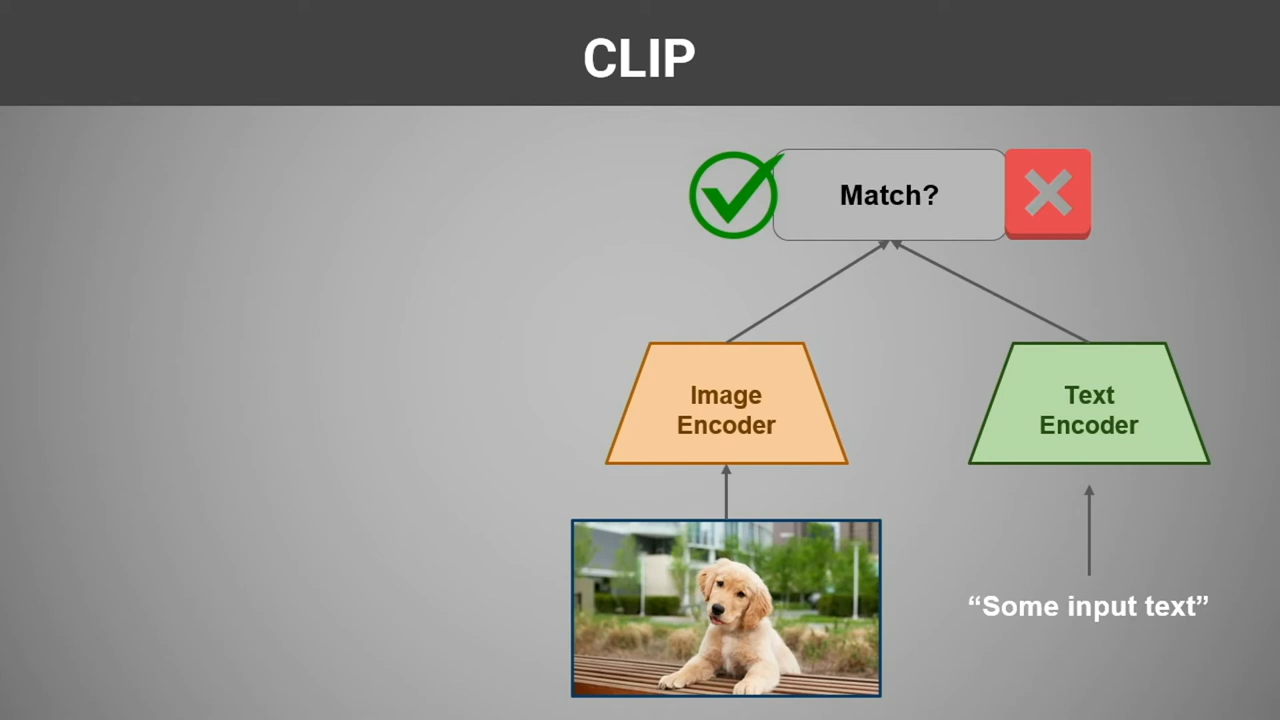 CLIP
Match?
Image
Encoder
Text
Encoder
“Some input text”